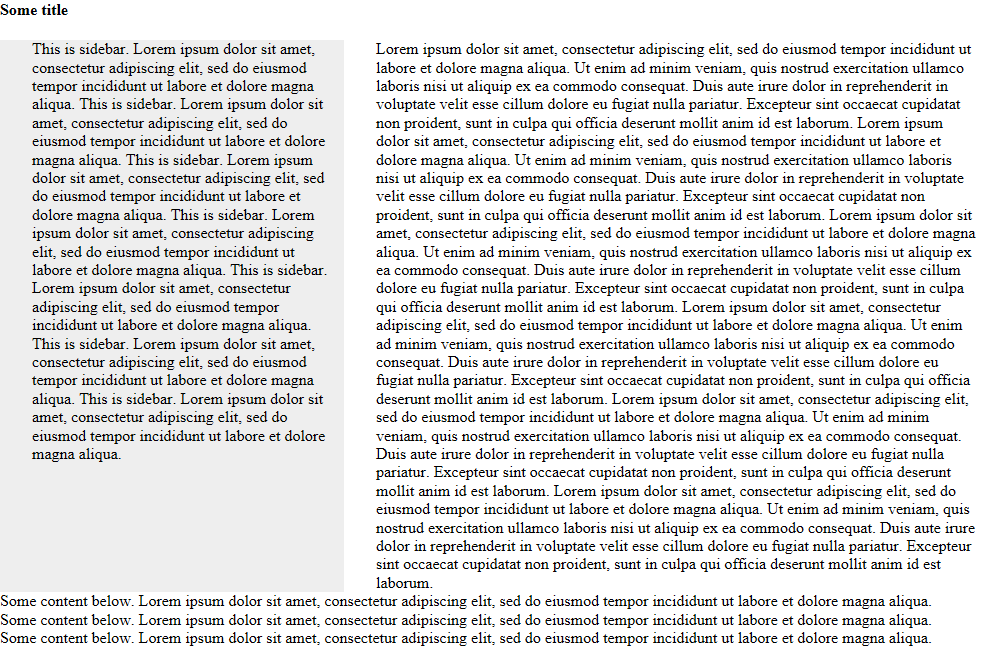 Some title
This is sidebar. Lorem ipsum dolor sit amet,
consectetur adipiscing elit, sed do eiusmod
tempor incididunt ut labore et dolore magna
aliqua. This is sidebar. Lorem ipsum dolor sit
amet, consectetur adipiscing elit, sed do
eiusmod tempor incididunt ut labore et dolore
magna aliqua. This is sidebar. Lorem ipsum
dolor sit amet, consectetur adipiscing elit, sed
do eiusmod tempor incididunt ut labore et
dolore magna aliqua. This is sidebar. Lorem
ipsum dolor sit amet, consectetur adipiscing
elit, sed do eiusmod tempor incididunt ut
labore et dolore magna aliqua. This is sidebar.
Lorem ipsum dolor sit amet, consectetur
adipiscing elit, sed do eiusmod tempor
incididunt ut labore et dolore magna aliqua.
This is sidebar. Lorem ipsum dolor sit amet,
consectetur adipiscing elit, sed do eiusmod
tempor incididunt ut labore et dolore magna
aliqua. This is sidebar. Lorem ipsum dolor sit
amet, consectetur adipiscing elit, sed do
eiusmod tempor incididunt ut labore et dolore
magna aliqua.
Lorem ipsum dolor sit amet, consectetur adipiscing elit, sed do eiusmod tempor incididunt ut
labore et dolore magna aliqua. Ut enim ad minim veniam, quis nostrud exercitation ullamco
laboris nisi ut aliquip ex ea commodo consequat. Duis aute irure dolor in reprehenderit in
voluptate velit esse cillum dolore eu fugiat nulla pariatur. Excepteur sint occaecat cupidatat
non proident, sunt in culpa qui officia deserunt mollit anim id est laborum. Lorem ipsum
dolor sit amet, consectetur adipiscing elit, sed do eiusmod tempor incididunt ut labore et
dolore magna aliqua. Ut enim ad minim veniam, quis nostrud exercitation ullamco laboris
nisi ut aliquip ex ea commodo consequat. Duis aute irure dolor in reprehenderit in voluptate
velit esse cillum dolore eu fugiat nulla pariatur. Excepteur sint occaecat cupidatat non
proident, sunt in culpa qui officia deserunt mollit anim id est laborum. Lorem ipsum dolor sit
amet, consectetur adipiscing elit, sed do eiusmod tempor incididunt ut labore et dolore magna
aliqua. Ut enim ad minim veniam, quis nostrud exercitation ullamco laboris nisi ut aliquip ex
ea commodo consequat. Duis aute irure dolor in reprehenderit in voluptate velit esse cillum
dolore eu fugiat nulla pariatur. Excepteur sint occaecat cupidatat non proident, sunt in culpa
qui officia deserunt mollit anim id est laborum. Lorem ipsum dolor sit amet, consectetur
adipiscing elit, sed do eiusmod tempor incididunt ut labore et dolore magna aliqua. Ut enim
ad minim veniam, quis nostrud exercitation ullamco laboris nisi ut aliquip ex ea commodo
consequat. Duis aute irure dolor in reprehenderit in voluptate velit esse cillum dolore eu
fugiat nulla pariatur. Excepteur sint occaecat cupidatat non proident, sunt in culpa qui officia
deserunt mollit anim id est laborum. Lorem ipsum dolor sit amet, consectetur adipiscing elit,
sed do eiusmod tempor incididunt ut labore et dolore magna aliqua. Ut enim ad minim
veniam, quis nostrud exercitation ullamco laboris nisi ut aliquip ex ea commodo consequat.
Duis aute irure dolor in reprehenderit in voluptate velit esse cillum dolore eu fugiat nulla
pariatur. Excepteur sint occaecat cupidatat non proident, sunt in culpa qui officia deserunt
mollit anim id est laborum. Lorem ipsum dolor sit amet, consectetur adipiscing elit, sed do
eiusmod tempor incididunt ut labore et dolore magna aliqua. Ut enim ad minim veniam, quis
nostrud exercitation ullamco laboris nisi ut aliquip ex ea commodo consequat. Duis aute irure
dolor in reprehenderit in voluptate velit esse cillum dolore eu fugiat nulla pariatur. Excepteur
sint occaecat cupidatat non proident, sunt in culpa qui officia deserunt mollit anim id est
laborum.
Some content below. Lorem ipsum dolor sit amet, consectetur adipiscing elit, sed do eiusmod tempor incididunt ut labore et dolore magna aliqua.
Some content below. Lorem ipsum dolor sit amet, consectetur adipiscing elit, sed do eiusmod tempor incididunt ut labore et dolore magna aliqua.
Some content below. Lorem ipsum dolor sit amet, consectetur adipiscing elit, sed do eiusmod tempor incididunt ut labore et dolore magna aliqua.